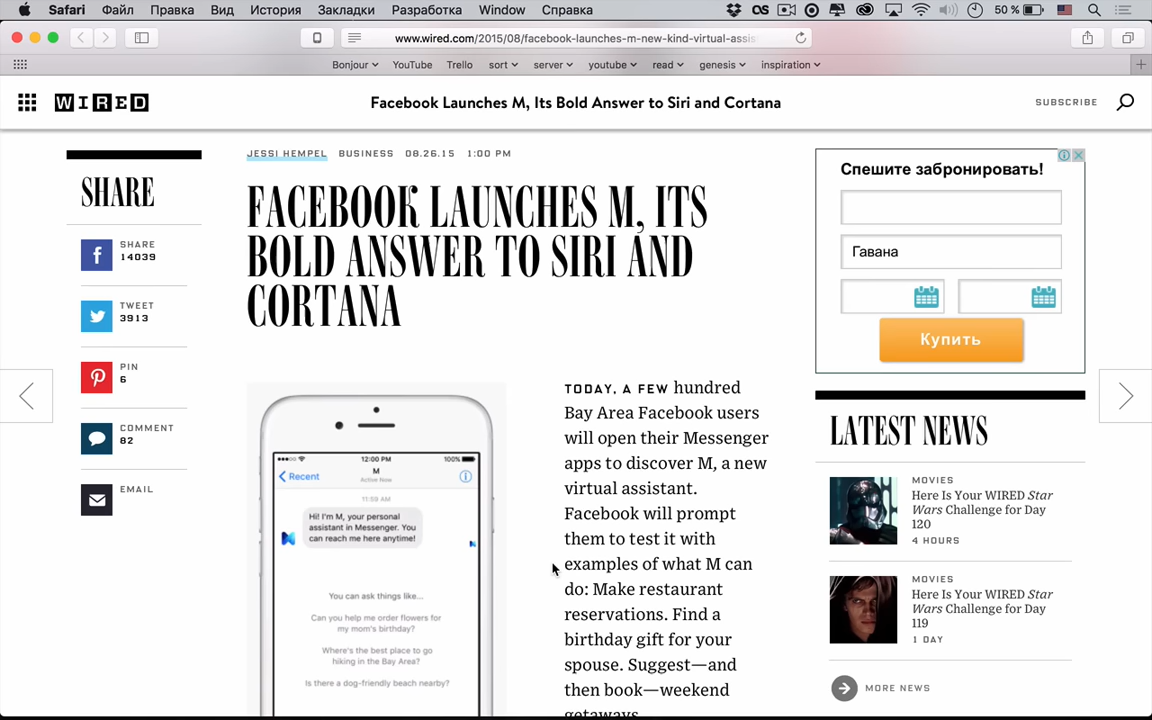 Safari Файл Правка Вид История Закладки Разработка Window Справка 50 %
www.wired.com/2015/08/facebook-launches-m-new-kind-virtual-assis
Bonjour YouTube Trello sort server youtube read genesis inspiration
WIRED
Facebook Launches M, Its Bold Answer to Siri and Cortana
SUBSCRIBE
JESSI HEMPEL BUSINESS 08.26.15 1:00 PM
SHARE
SHARE
14039
TWEET
3913
PIN
6
COMMENT
82
EMAIL
FACEBOOK LAUNCHES M, ITS
BOLD ANSWER TO SIRI AND
CORTANA
12:00 PM 100%
Recent M
Active Now
11:59 AM
Hi! I'm M, your personal
assistant in Messenger. You
can reach me here anytime!
You can ask things like...
Can you help me order flowers for
my mom's birthday?
Where's the best place to go
hiking in the Bay Area?
Is there a dog-friendly beach nearby?
TODAY, A FEW hundred
Bay Area Facebook users
will open their Messenger
apps to discover M, a new
virtual assistant.
Facebook will prompt
them to test it with
examples of what M can
do: Make restaurant
reservations. Find a
birthday gift for your
spouse. Suggest—and
then book—weekend
getaways.
Спешите забронировать!
Гавана
Купить
LATEST NEWS
MOVIES
Here Is Your WIRED Star
Wars Challenge for Day
120
4 HOURS
MOVIES
Here Is Your WIRED Star
Wars Challenge for Day
119
1 DAY
MORE NEWS